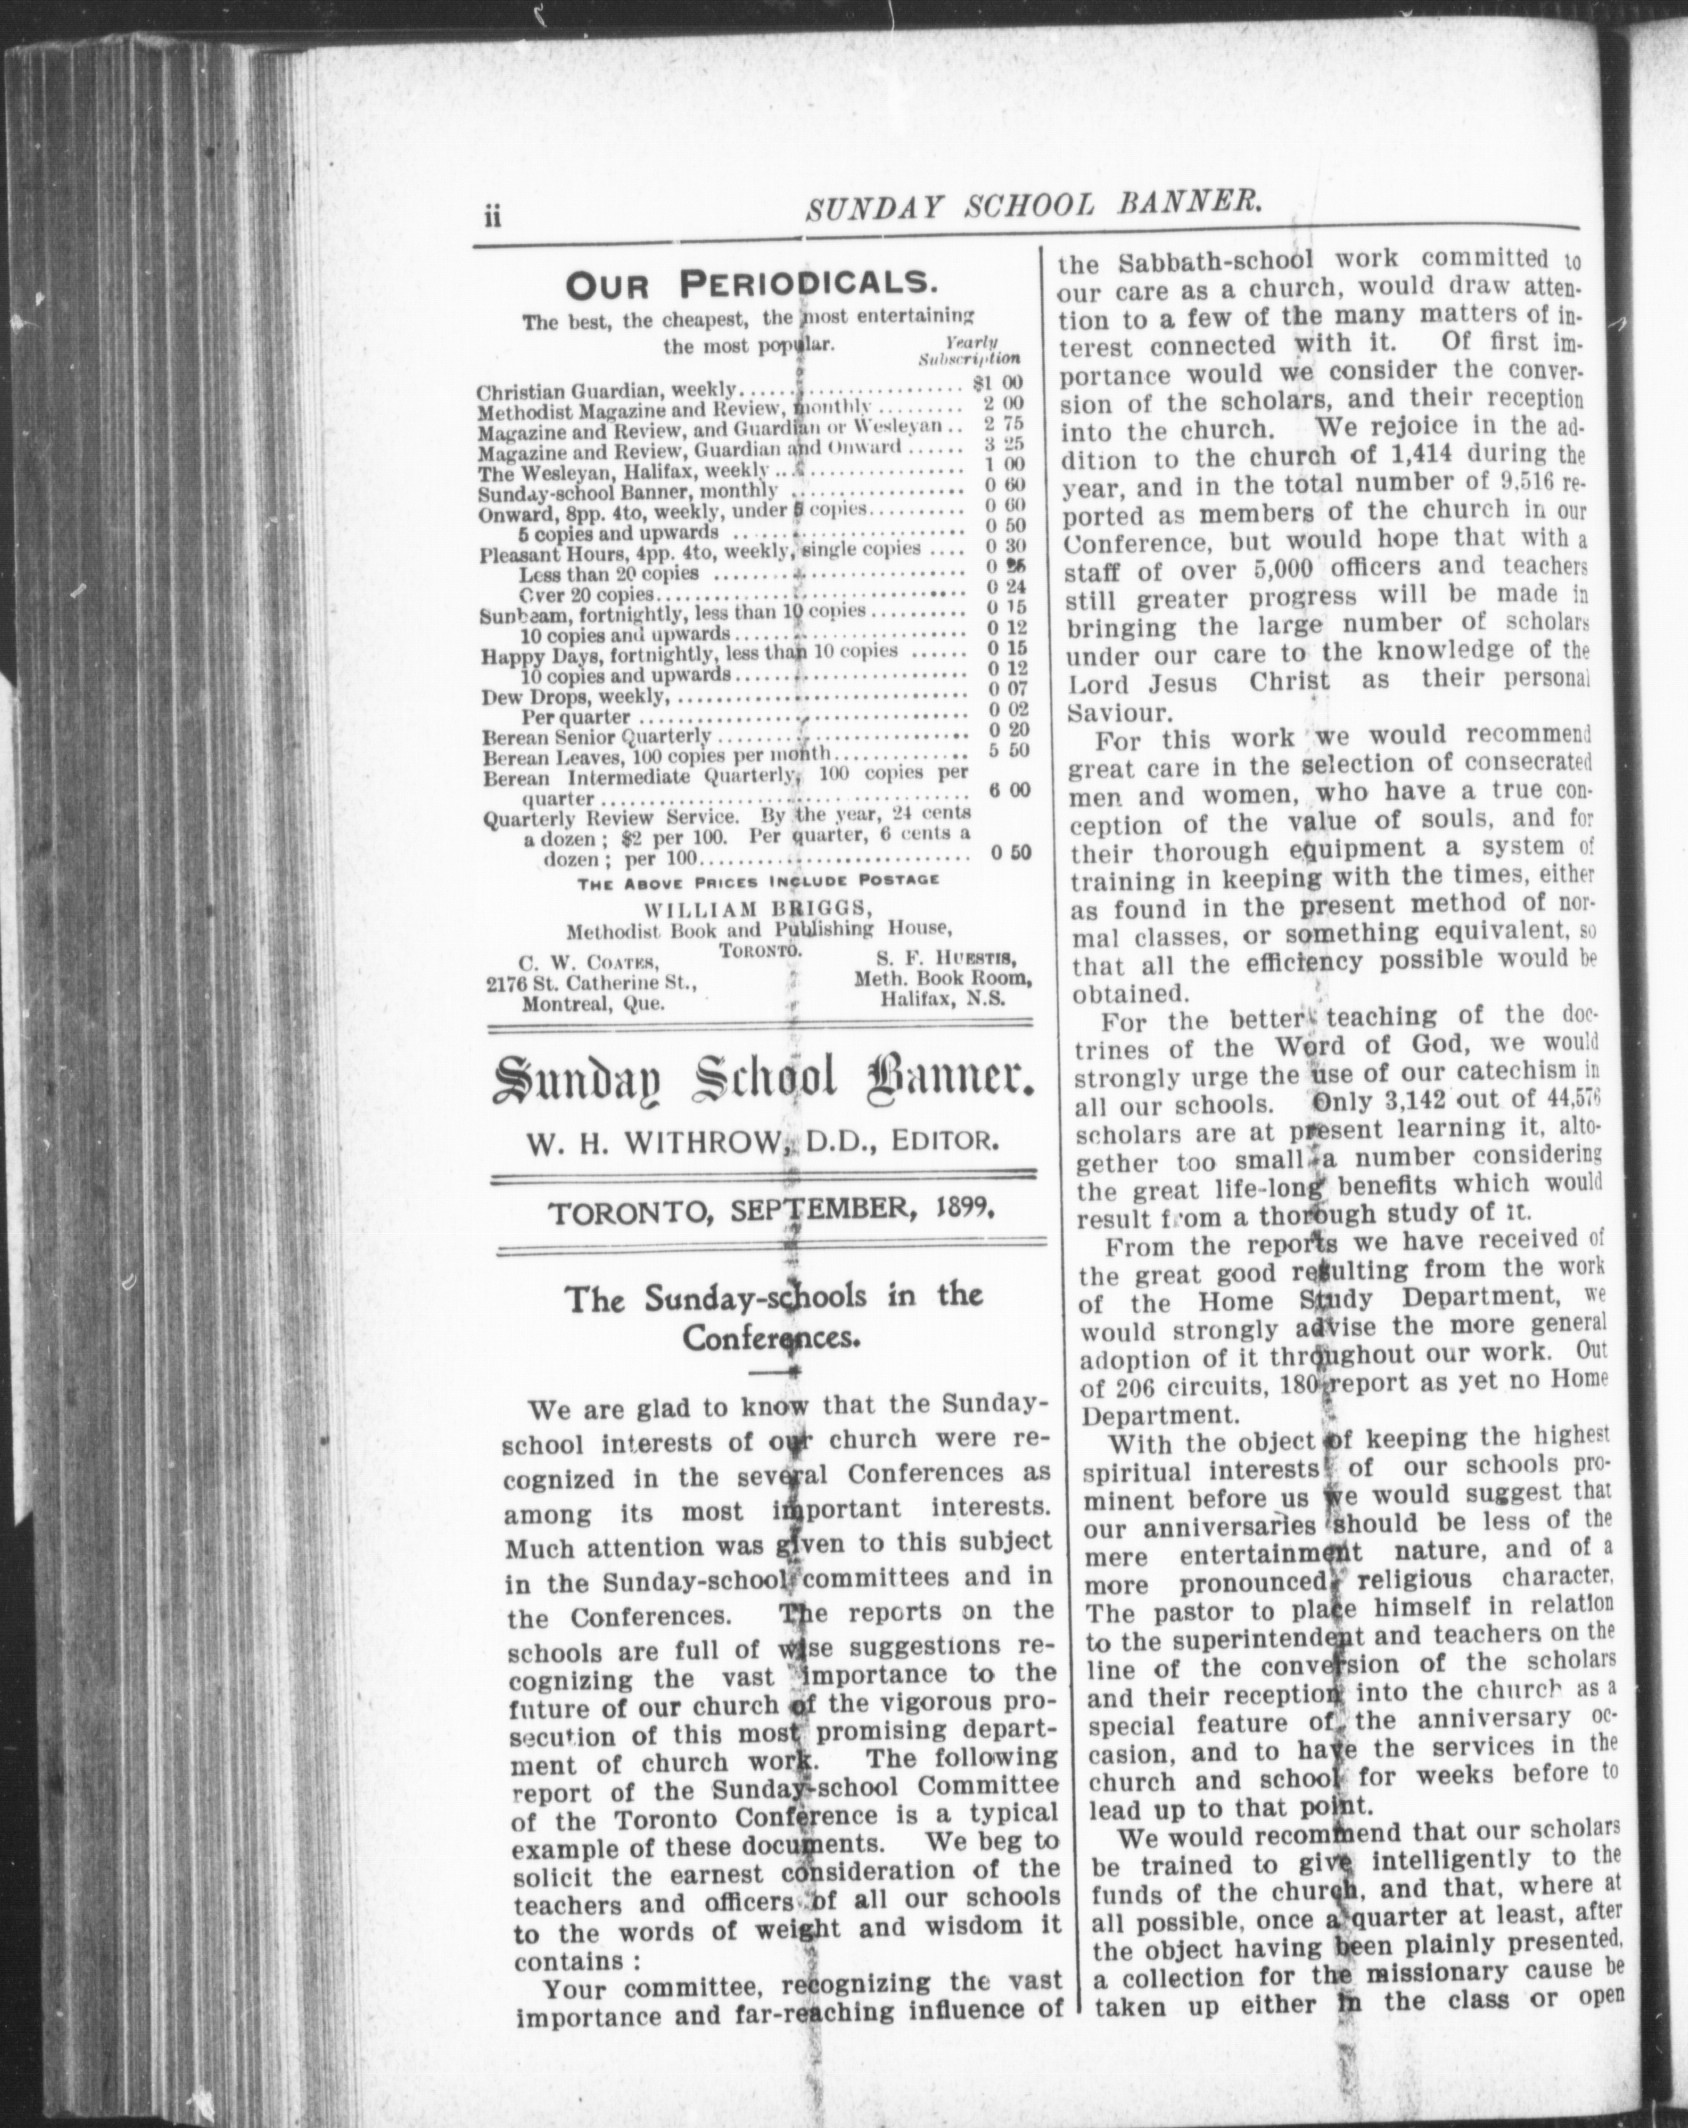 ii
SUNDAY SCHOOL BANNER.
OUR PERIODICALS.
The best, the cheapest, the most entertaining
the most popular.
Yearly
Subscription
Christian Guardian, weekly.................... $1 00
Methodist Magazine and Review, monthly ......... 2 00
Magazine and Review, and Guardian or Wesleyan .. 2 75
Magazine and Review, Guardian and Onward ...... 3 25
The Wesleyan, Halifax, weekly .................... 1 00
Sunday-school Banner, monthly .................... 0 60
Onward, 8pp. 4to, weekly, under 5 copies.......... 0 60
5 copies and upwards .................... 0 50
Pleasant Hours, 4pp. 4to, weekly, single copies .... 0 30
Less than 20 copies .................... 0
Over 20 copies.................... 0 24
Sunbeam, fortnightly, less than 10 copies.......... 0 15
10 copies and upwards.................... 0 12
Happy Days, fortnightly, less than 10 copies ...... 0 15
10 copies and upwards.................... 0 12
Dew Drops, weekly,.................... 0 07
Per quarter .................... 0 02
Berean Senior Quarterly.................... 0 20
Berean Leaves, 100 copies per month.............. 5 50
Berean Intermediate Quarterly, 100 copies per
quarter .................... 6 00
Quarterly Review Service. By the year, 24 cents
a dozen ; $2 per 100. Per quarter, 6 cents a
dozen ; per 100.................... 0 50
THE ABOVE PRICES INCLUDE POSTAGE
WILLIAM BRIGGS,
Methodist Book and Publishing House,
TORONTO.
C. W. COATES,
2176 St. Catherine St.,
Montreal, Que.
S. F. HUESTIS,
Meth. Book Room,
Halifax, N.S.
Sunday School Banner.
W. H. WITHROW, D.D., EDITOR.
TORONTO, SEPTEMBER, 1899.
The Sunday-schools in the
Conferences.
We are glad to know that the Sunday-
school interests of our church were re-
cognized in the several Conferences as
among its most important interests.
Much attention was given to this subject
in the Sunday-school committees and in
the Conferences. The reports on the
schools are full of wise suggestions re-
cognizing the vast importance to the
future of our church of the vigorous pro-
secution of this most promising depart-
ment of church work. The following
report of the Sunday-school Committee
of the Toronto Conference is a typical
example of these documents. We beg to
solicit the earnest consideration of the
teachers and officers of all our schools
to the words of weight and wisdom it
contains :
Your committee, recognizing the vast
importance and far-reaching influence of
the Sabbath-school work committed to
our care as a church, would draw atten-
tion to a few of the many matters of in-
terest connected with it. Of first im-
portance would we consider the conver-
sion of the scholars, and their reception
into the church. We rejoice in the ad-
dition to the church of 1,414 during the
year, and in the total number of 9,516 re-
ported as members of the church in our
Conference, but would hope that with a
staff of over 5,000 officers and teachers
still greater progress will be made in
bringing the large number of scholars
under our care to the knowledge of the
Lord Jesus Christ as their personal
Saviour.
For this work we would recommend
great care in the selection of consecrated
men and women, who have a true con-
ception of the value of souls, and for
their thorough equipment a system of
training in keeping with the times, either
as found in the present method of nor-
mal classes, or something equivalent, so
that all the efficiency possible would be
obtained.
For the better teaching of the doc-
trines of the Word of God, we would
strongly urge the use of our catechism in
all our schools. Only 3,142 out of 44,576
scholars are at present learning it, alto-
gether too small a number considering
the great life-long benefits which would
result from a thorough study of it.
From the reports we have received of
the great good resulting from the work
of the Home Study Department, we
would strongly advise the more general
adoption of it throughout our work. Out
of 206 circuits, 180 report as yet no Home
Department.
With the object of keeping the highest
spiritual interests of our schools pro-
minent before us we would suggest that
our anniversaries should be less of the
mere entertainment nature, and of a
more pronounced religious character.
The pastor to place himself in relation
to the superintendent and teachers on the
line of the conversion of the scholars
and their reception into the church as a
special feature of the anniversary oc-
casion, and to have the services in the
church and school for weeks before to
lead up to that point.
We would recommend that our scholars
be trained to give intelligently to the
funds of the church, and that, where at
all possible, once a quarter at least, after
the object having been plainly presented,
a collection for the missionary cause be
taken up either in the class or open